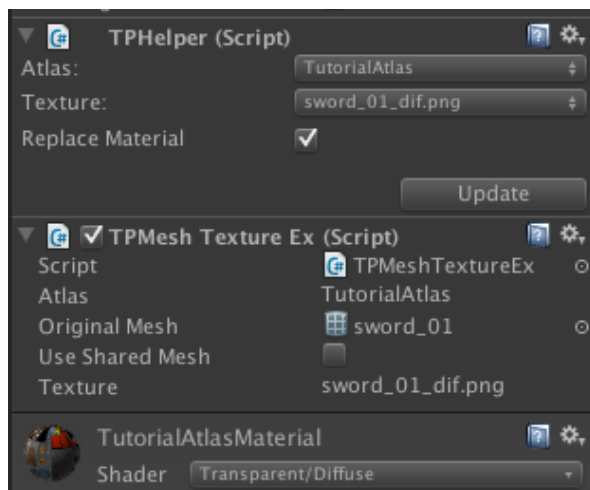 TPHelper (Script)
Atlas: TutorialAtlas
Texture: sword_01_dif.png
Replace Material
Update
TPMesh Texture Ex (Script)
Script TPMeshTextureEx
Atlas TutorialAtlas
Original Mesh sword_01
Use Shared Mesh
Texture sword_01_dif.png
TutorialAtlasMaterial
Shader Transparent/Diffuse